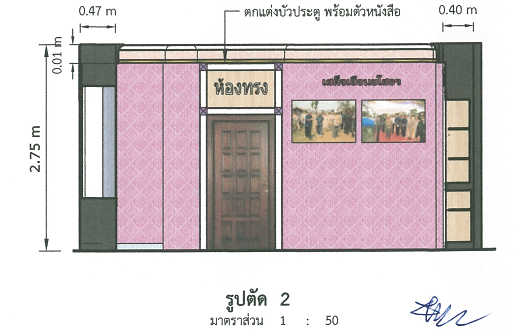 0.47 m
ตกแต่งบัวประตู พร้อมตัวหนังสือ
0.40 m
0.01 m
ห้องทรง
2.75 m
รูปตัด 2
มาตราส่วน 1 : 50